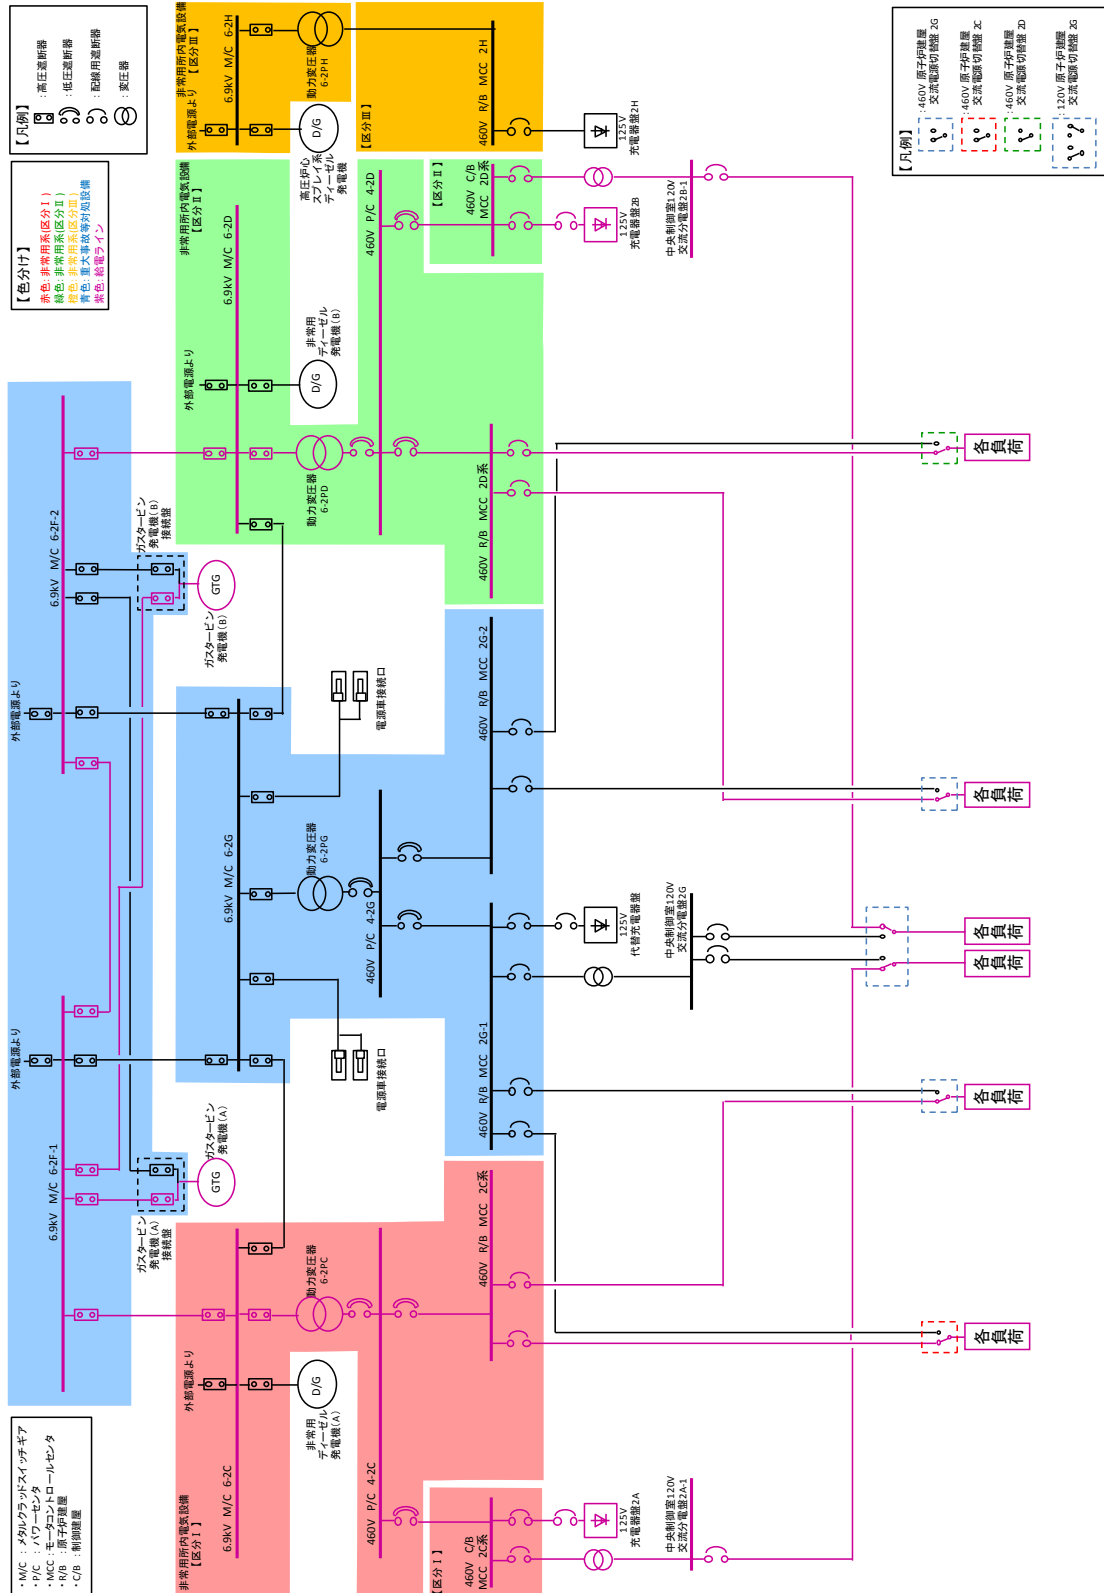 ・M/C ：メタルクラッドスイッチギア
・P/C ：パワーセンタ
・MCC：モータコントロールセンタ
・R/B ：原子炉建屋
・C/B ：制御建屋
【色分け】
赤色：非常用系(区分Ⅰ)
緑色：非常用系(区分Ⅱ)
橙色：非常用系(区分Ⅲ)
青色：重大事故等対処設備
紫色：給電ライン
【凡例】
：高圧遮断器
：低圧遮断器
：配線用遮断器
：変圧器
外部電源より
6.9kV M/C 6-2F-1
外部電源より
6.9kV M/C 6-2F-2
ガスタービン
発電機(A)
接続盤
GTG
ガスタービン
発電機(A)
ガスタービン
発電機(B)
接続盤
GTG
ガスタービン
発電機(B)
非常用所内電気設備
【区分Ⅰ】
6.9kV M/C 6-2C
外部電源より
D/G
非常用
ディーゼル
発電機(A)
動力変圧器
6-2PC
460V P/C 4-2C
【区分Ⅰ】
460V C/B
MCC 2C系
460V R/B MCC 2C系
125V
充電器盤2A
中央制御室120V
交流分電盤2A-1
6.9kV M/C 6-2G
電源車接続口
電源車接続口
動力変圧器
6-2PG
460V P/C 4-2G
460V R/B MCC 2G-1
460V R/B MCC 2G-2
125V
代替充電器盤
中央制御室120V
交流分電盤2G
非常用所内電気設備
【区分Ⅱ】
6.9kV M/C 6-2D
外部電源より
D/G
非常用
ディーゼル
発電機(B)
動力変圧器
6-2PD
460V P/C 4-2D
【区分Ⅱ】
460V C/B
MCC 2D系
460V R/B MCC 2D系
125V
充電器盤2B
中央制御室120V
交流分電盤2B-1
非常用所内電気設備
【区分Ⅲ】
6.9kV M/C 6-2H
外部電源より
D/G
高圧炉心
スプレイ系
ディーゼル
発電機
動力変圧器
6-2PH
【区分Ⅲ】
460V R/B MCC 2H
125V
充電器盤2H
各負荷
各負荷
各負荷
各負荷
各負荷
各負荷
【凡例】
：460V 原子炉建屋
交流電源切替盤 2G
：460V 原子炉建屋
交流電源切替盤 2C
：460V 原子炉建屋
交流電源切替盤 2D
：120V 原子炉建屋
交流電源切替盤 2G